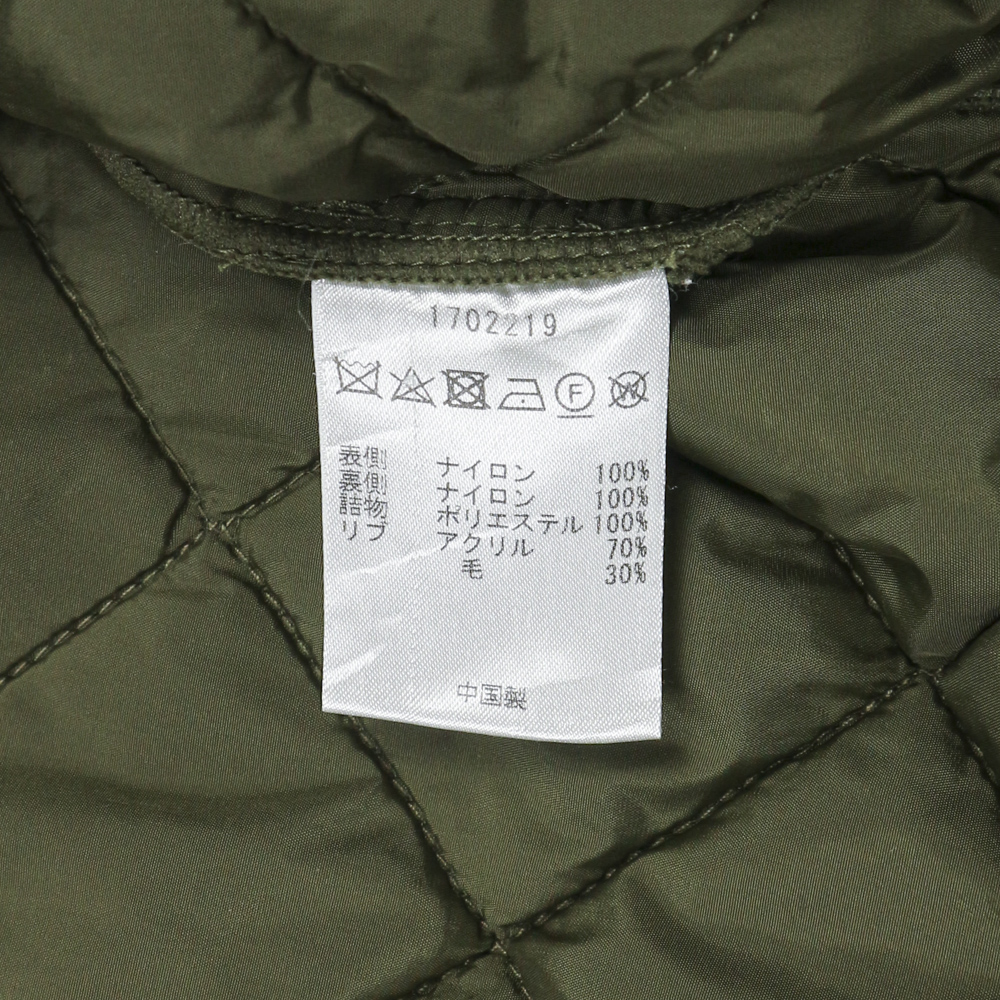 1702219
F W
表側 ナイロン 100%
裏側 ナイロン 100%
詰物 ポリエステル 100%
リブ アクリル 70%
毛 30%
中国製